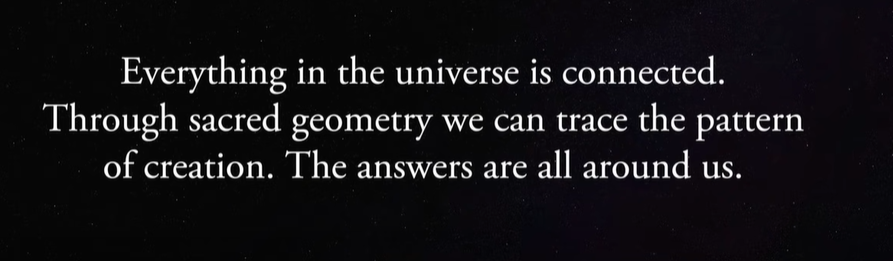 Everything in the universe is connected.
Through sacred geometry we can trace the pattern
of creation. The answers are all around us.